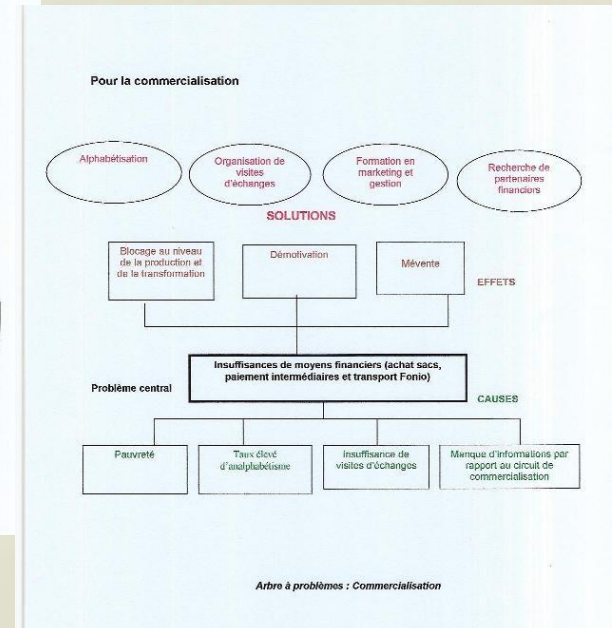 Pour la commercialisation
Alphabétisation
Organisation de
visites
d'échanges
Formation en
marketing et
gestion
Recherche de
partenaires
financiers
SOLUTIONS
Blocage au niveau
de la production et
de la transformation
Démotivation
Mévente
EFFETS
Insuffisances de moyens financiers (achat sacs,
paiement intermédiaires et transport Fonio)
Problème central
CAUSES
Pauvreté
Taux élevé
d'analphabétisme
Insuffisance de
visites d'échanges
Manque d'informations par
rapport au circuit de
commercialisation
Arbre à problèmes : Commercialisation